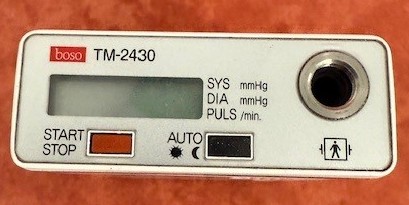 boso TM-2430
SYS mmHg
DIA mmHg
PULS /min.
START
STOP
AUTO